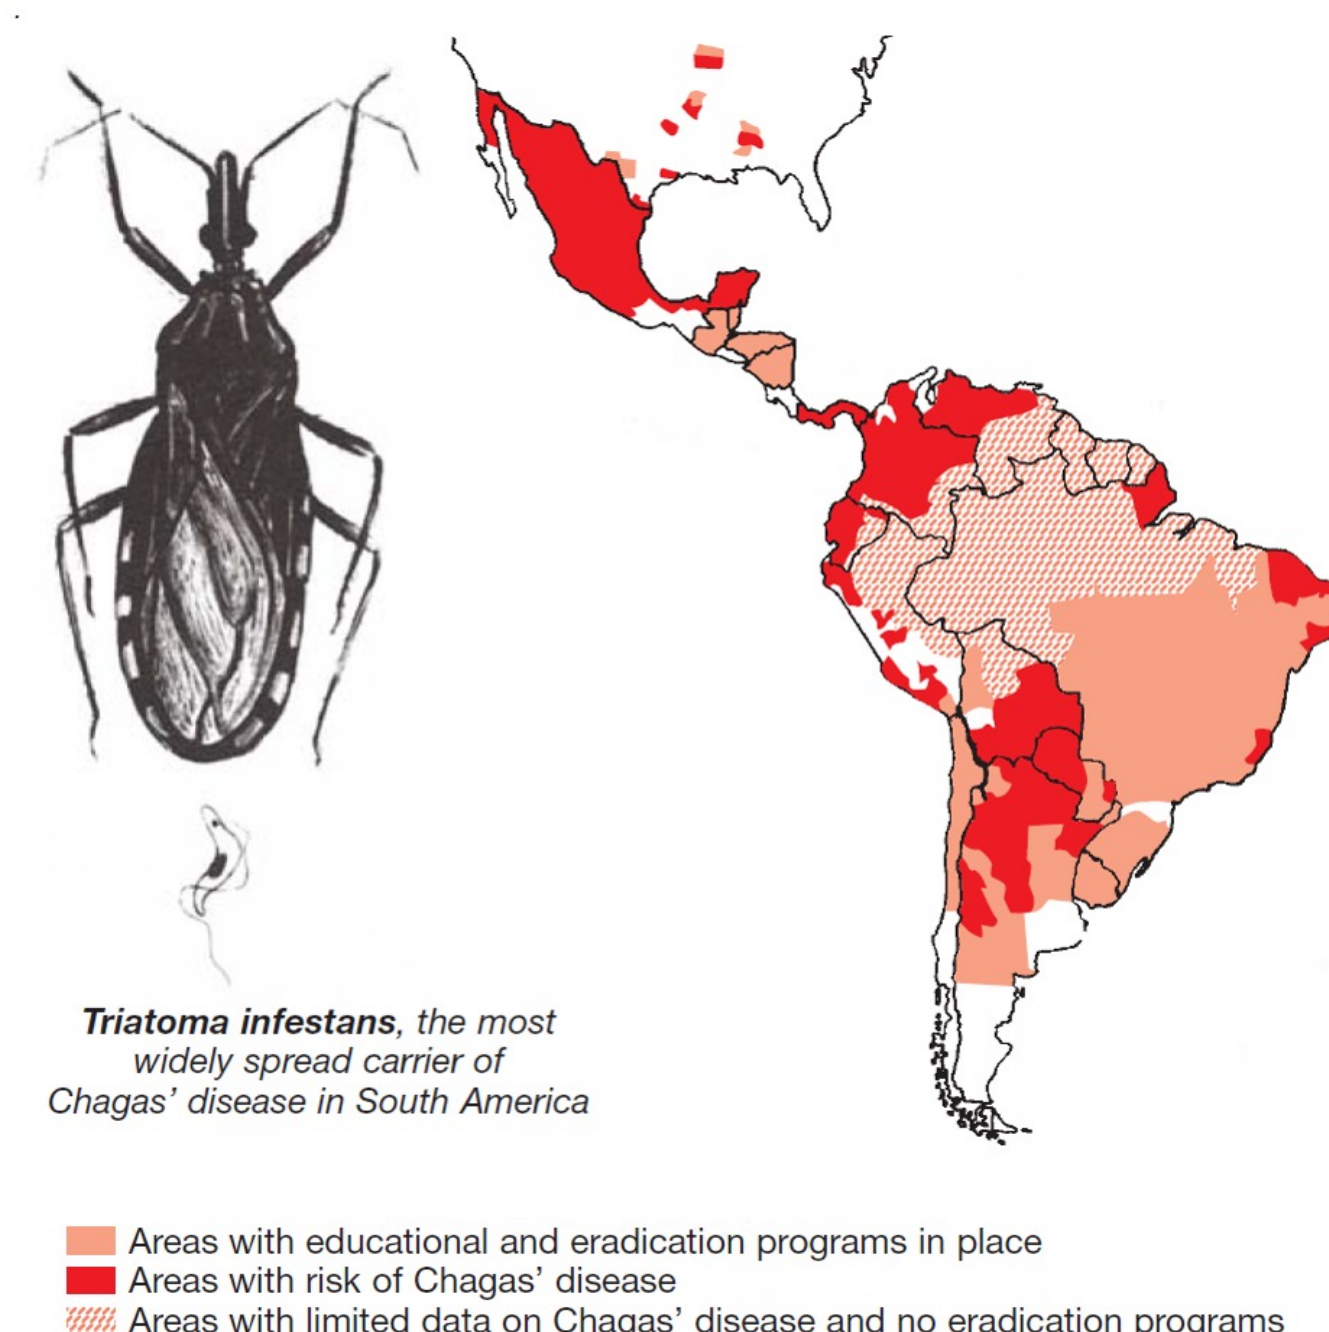 Triatoma infestans, the most
widely spread carrier of
Chagas’ disease in South America
Areas with educational and eradication programs in place
Areas with risk of Chagas’ disease
Areas with limited data on Chagas’ disease and no eradication programs